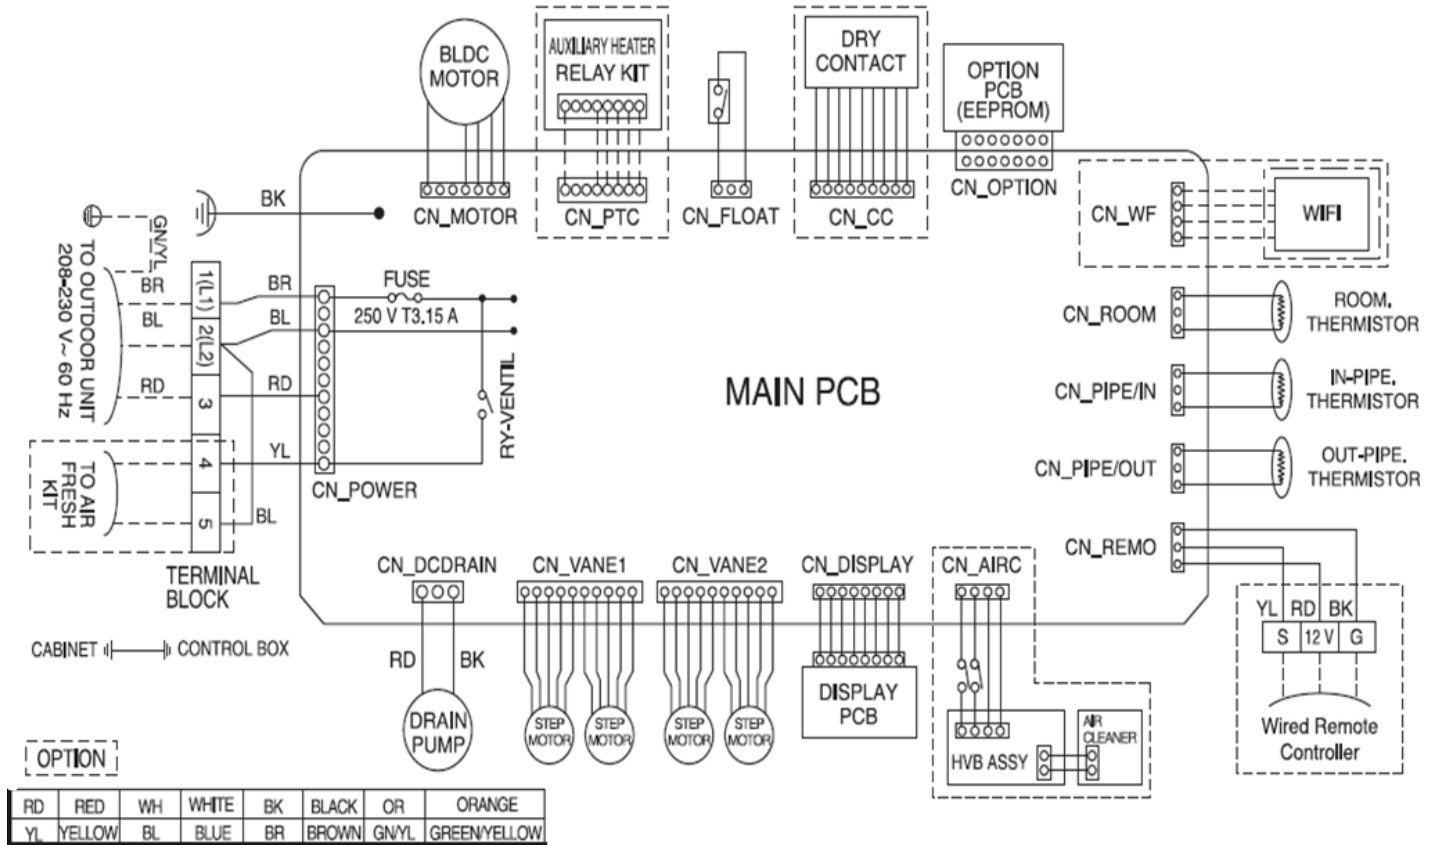 BLDC
MOTOR
AUXILIARY HEATER
RELAY KIT
DRY
CONTACT
OPTION
PCB
(EEPROM)
CN_MOTOR
CN_PTC
CN_FLOAT
CN_CC
CN_OPTION
CN_WF
WIFI
BK
GN/YL
TO OUTDOOR UNIT
208-230 V~ 60 Hz
BR
BL
RD
1(L1)
2(L2)
3
4
5
BR
BL
RD
YL
BL
FUSE
250 V T3.15 A
RY-VENTIL
CN_POWER
TO AIR
FRESH
KIT
TERMINAL
BLOCK
MAIN PCB
CN_ROOM
ROOM.
THERMISTOR
CN_PIPE/IN
IN-PIPE.
THERMISTOR
CN_PIPE/OUT
OUT-PIPE.
THERMISTOR
CN_REMO
YL RD BK
S 12 V G
Wired Remote
Controller
CN_DCDRAIN
CN_VANE1
CN_VANE2
CN_DISPLAY
CN_AIRC
RD
BK
DRAIN
PUMP
STEP
MOTOR
STEP
MOTOR
STEP
MOTOR
STEP
MOTOR
DISPLAY
PCB
HVB ASSY
AIR
CLEANER
CABINET
CONTROL BOX
OPTION
RD RED WH WHITE BK BLACK OR ORANGE
YL YELLOW BL BLUE BR BROWN GN/YL GREEN/YELLOW